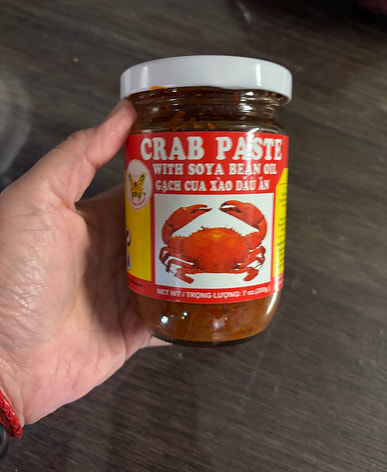 CRAB PASTE
WITH SOYA BEAN OIL
GẠCH CUA XÀO DẦU ĂN
NET WT / TRỌNG LƯỢNG: 7 oz (200g)